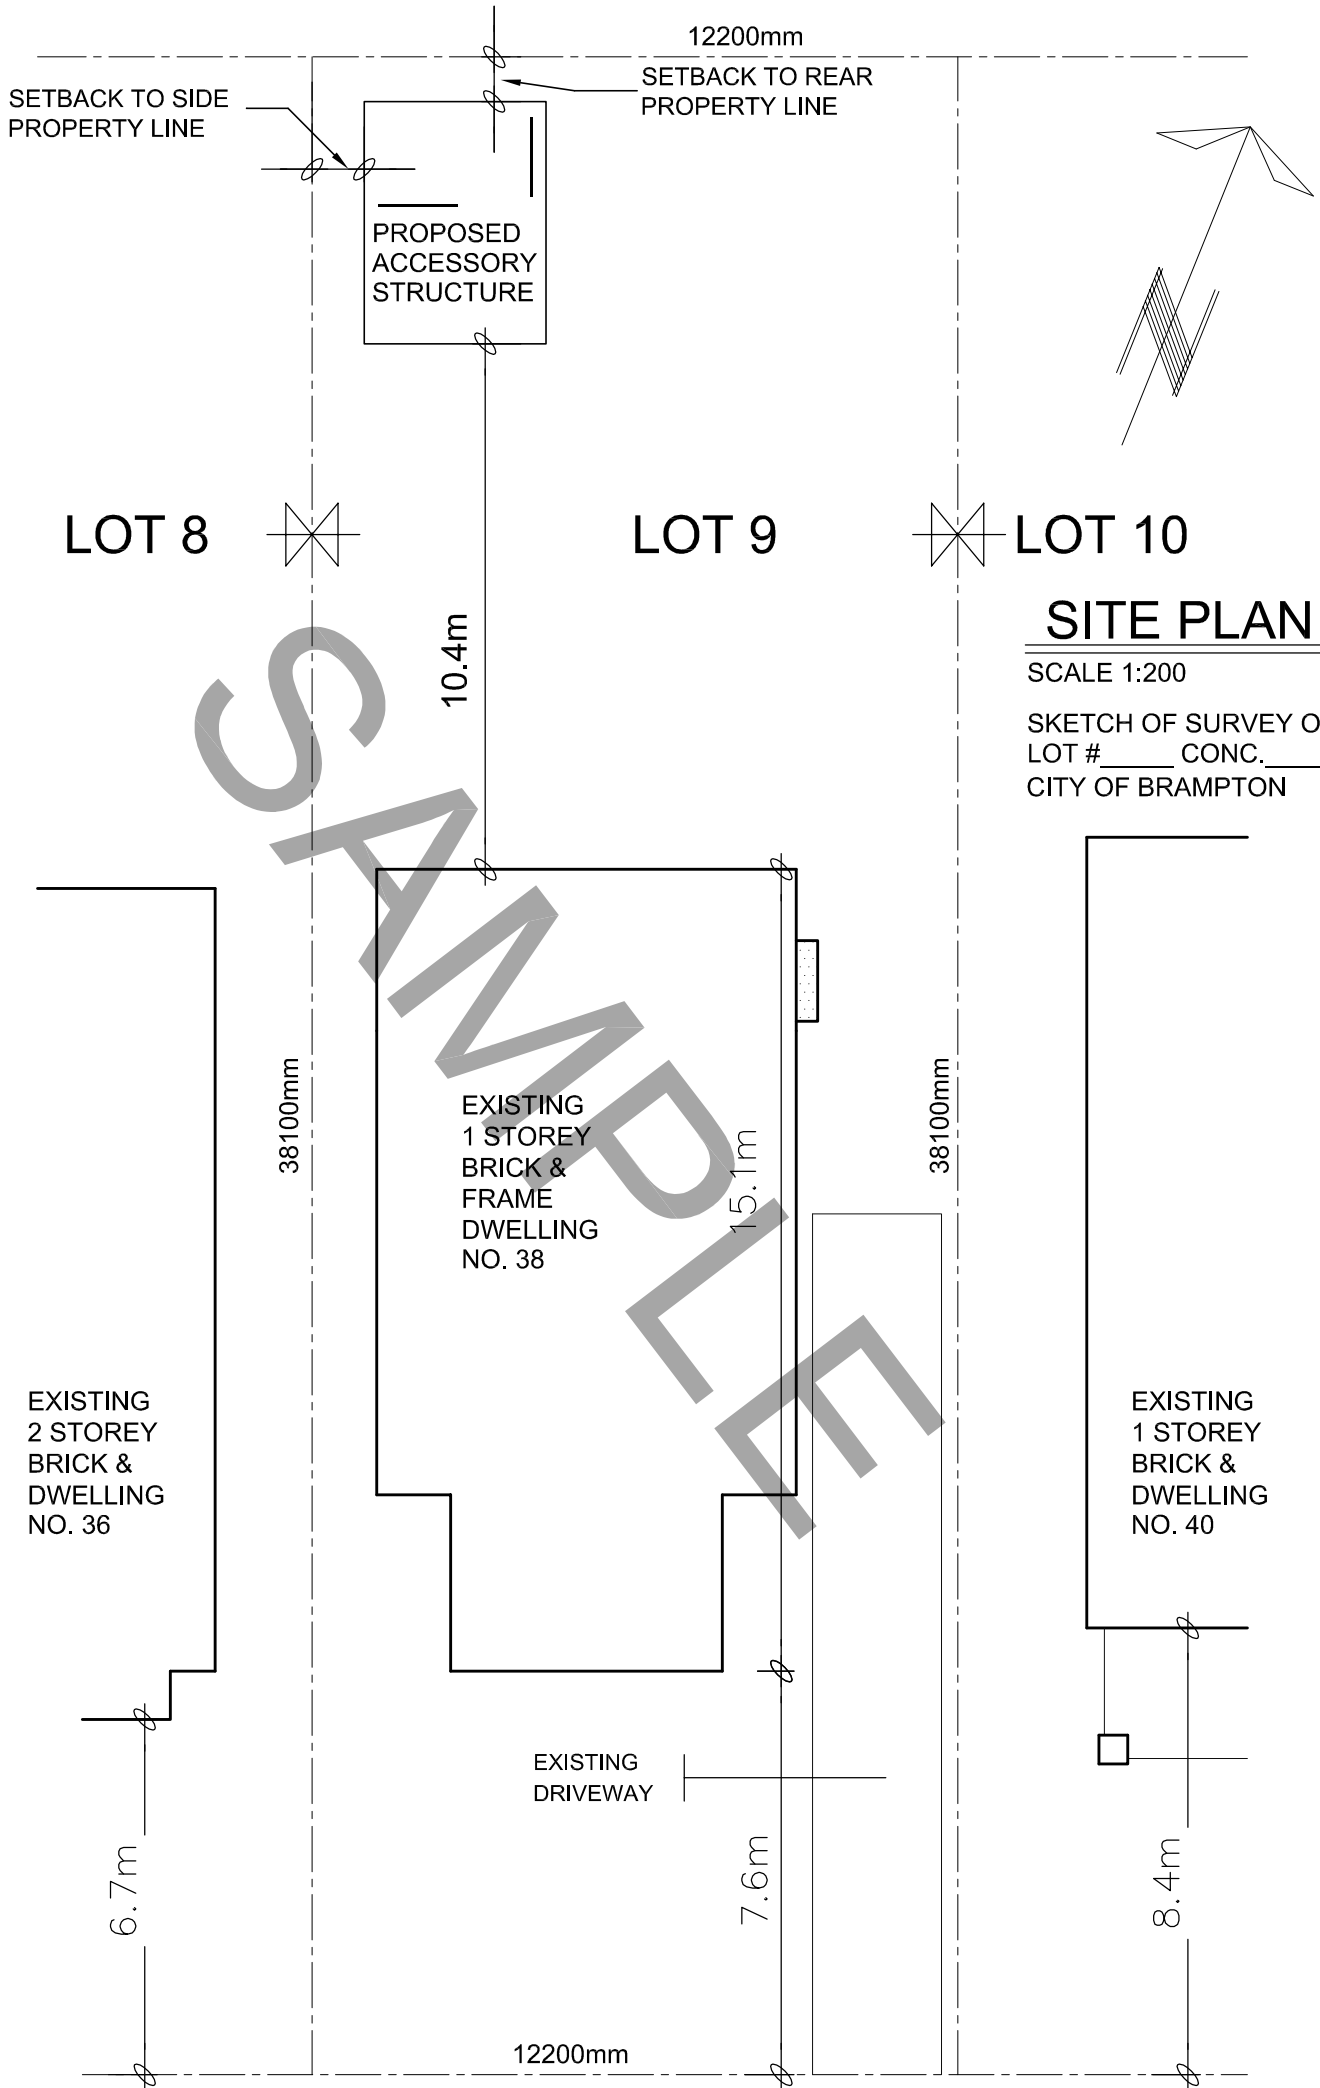 12200mm
SETBACK TO SIDE
PROPERTY LINE
SETBACK TO REAR
PROPERTY LINE
PROPOSED
ACCESSORY
STRUCTURE
N
LOT 8
LOT 9
LOT 10
10.4m
SITE PLAN
SCALE 1:200
SKETCH OF SURVEY O
LOT #_____ CONC.____
CITY OF BRAMPTON
SAMPLE
38100mm
EXISTING
1 STOREY
BRICK &
FRAME
DWELLING
NO. 38
15.1m
38100mm
EXISTING
2 STOREY
BRICK &
DWELLING
NO. 36
EXISTING
1 STOREY
BRICK &
DWELLING
NO. 40
EXISTING
DRIVEWAY
6.7m
7.6m
8.4m
12200mm